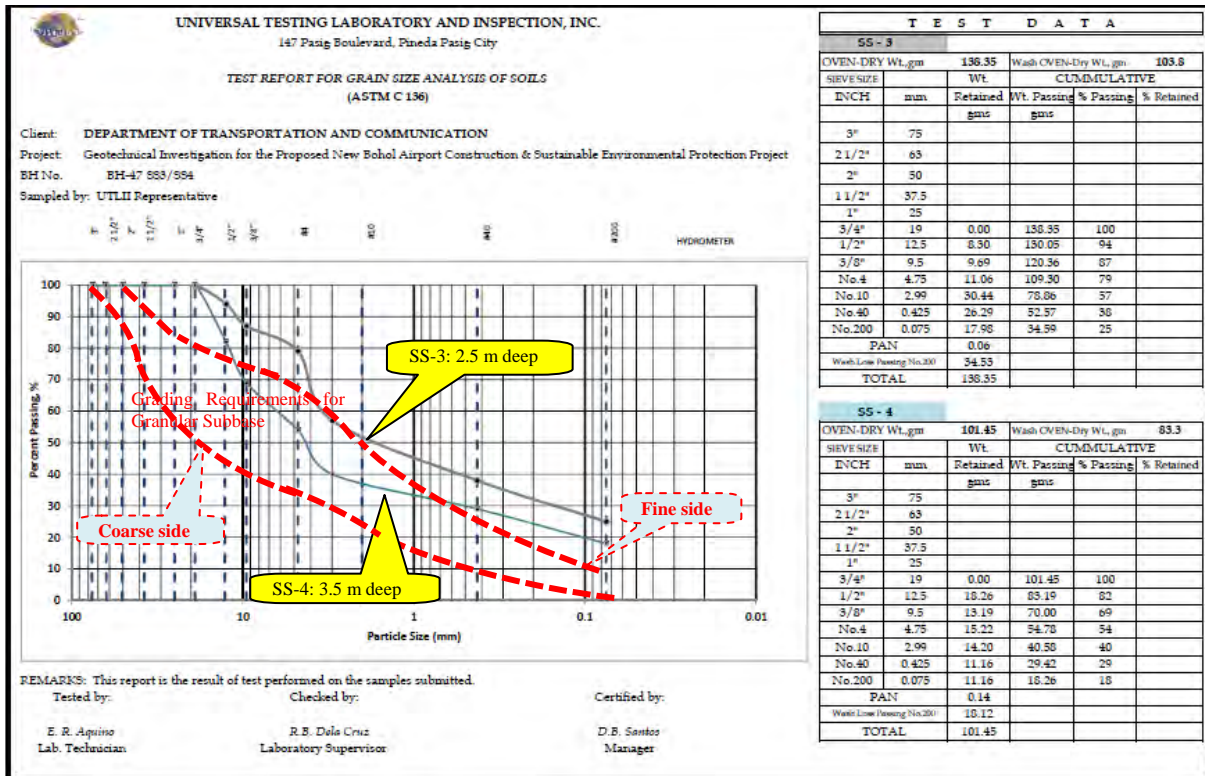 UNIVERSAL TESTING LABORATORY AND INSPECTION, INC.
147 Pasig Boulevard, Pineda Pasig City
TEST REPORT FOR GRAIN SIZE ANALYSIS OF SOILS
(ASTM C 136)
Client: DEPARTMENT OF TRANSPORTATION AND COMMUNICATION
Project: Geotechnical Investigation for the Proposed New Bohol Airport Construction & Sustainable Environmental Protection Project
BH No. BH-47 SS3/SS4
Sampled by: UTLII Representative
3" 2 1/2" 2" 1 1/2" 1" 3/4" 1/2" 3/8" #4 #10 #40 #200 HYDROMETER
Percent Passing, %
100
90
80
70
60
50
40
30
20
10
0
SS-3: 2.5 m deep
Grading Requirements for
Granular Subbase
Coarse side
Fine side
SS-4: 3.5 m deep
100 10 1 0.1 0.01
Particle Size (mm)
REMARKS: This report is the result of test performed on the samples submitted.
Tested by: Checked by: Certified by:
E. R. Aquino R.B. Dela Cruz D.B. Santos
Lab. Technician Laboratory Supervisor Manager
T E S T D A T A
SS - 3
OVEN-DRY Wt.,gm 138.35 Wash OVEN-Dry Wt., gm 103.8
SIEVE SIZE Wt. CUMMULATIVE
INCH mm Retained Wt. Passing % Passing % Retained
gms gms
3" 75
2 1/2" 63
2" 50
1 1/2" 37.5
1" 25
3/4" 19 0.00 138.35 100
1/2" 12.5 8.30 130.05 94
3/8" 9.5 9.69 120.36 87
No.4 4.75 11.06 109.30 79
No.10 2.99 30.44 78.86 57
No.40 0.425 26.29 52.57 38
No.200 0.075 17.98 34.59 25
PAN 0.06
Wash Loss Passing No.200 34.53
TOTAL 138.35
SS - 4
OVEN-DRY Wt.,gm 101.45 Wash OVEN-Dry Wt., gm 83.3
SIEVE SIZE Wt. CUMMULATIVE
INCH mm Retained Wt. Passing % Passing % Retained
gms gms
3" 75
2 1/2" 63
2" 50
1 1/2" 37.5
1" 25
3/4" 19 0.00 101.45 100
1/2" 12.5 18.26 83.19 82
3/8" 9.5 13.19 70.00 69
No.4 4.75 15.22 54.78 54
No.10 2.99 14.20 40.58 40
No.40 0.425 11.16 29.42 29
No.200 0.075 11.16 18.26 18
PAN 0.14
Wash Loss Passing No.200 18.12
TOTAL 101.45